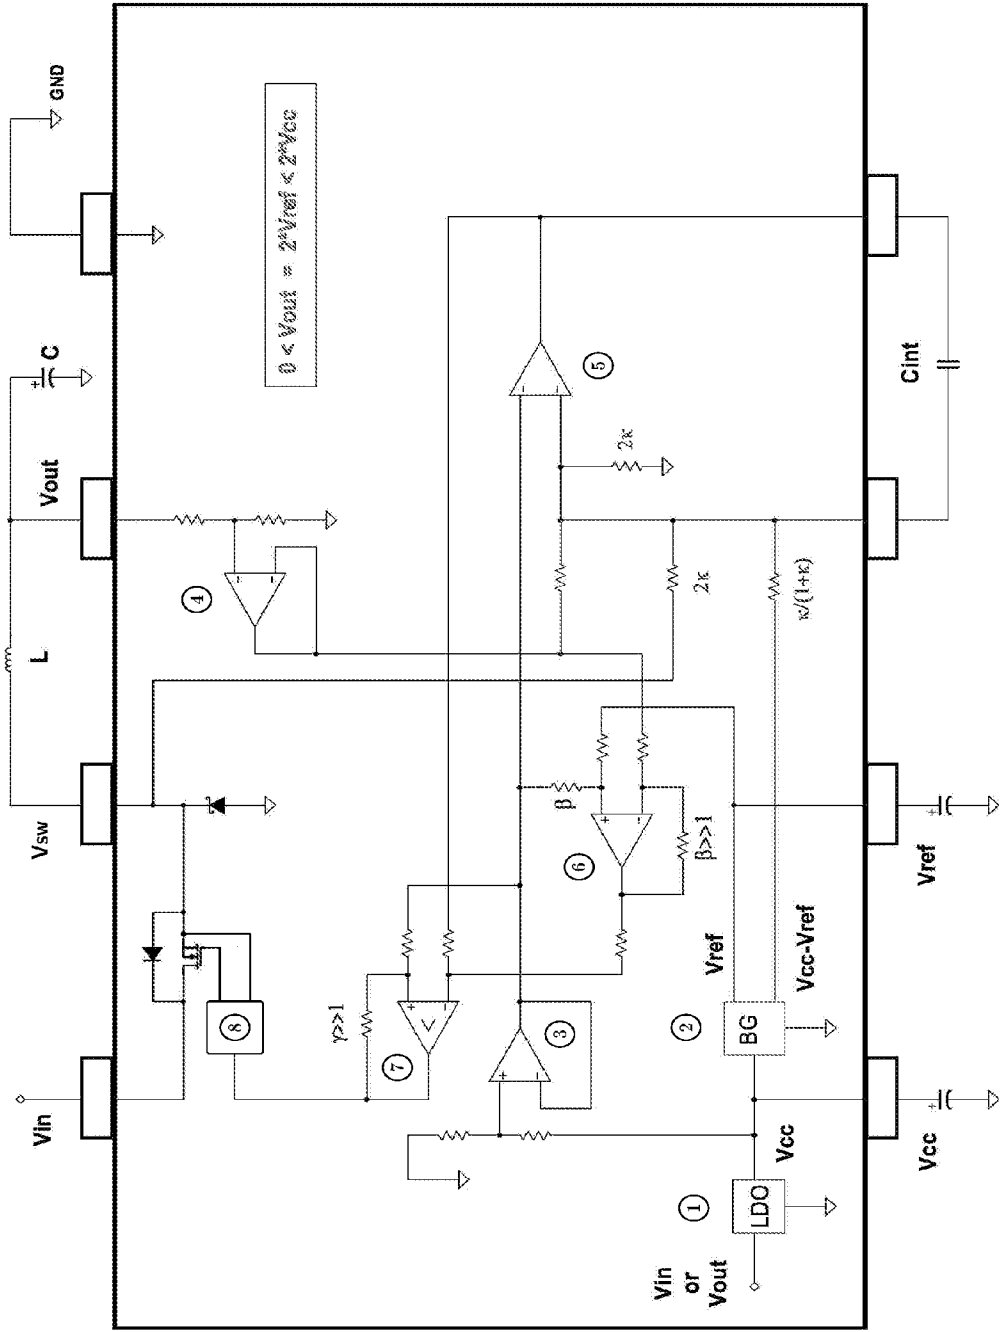 Vin
Vsw
L
Vout
+
C
GND
8
4
+
−
0 < Vout = 2*Vref < 2*Vcc
γ>>1
7
+
−
<
3
+
−
β
6
+
−
β>>1
5
2κ
2κ
κ/(1+κ)
Vin
or
Vout
1
LDO
Vcc
2
BG
Vref
Vcc-Vref
+
Vcc
+
Vref
Cint